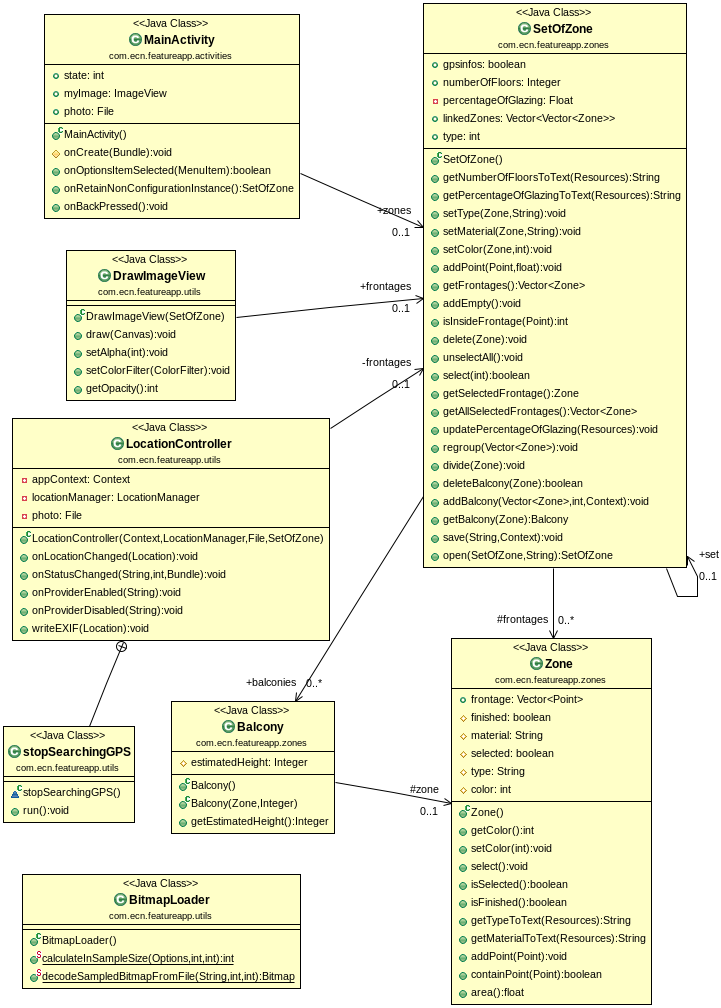 <<Java Class>>
MainActivity
com.ecn.featureapp.activities
state: int
myImage: ImageView
photo: File
MainActivity()
onCreate(Bundle):void
onOptionsItemSelected(MenuItem):boolean
onRetainNonConfigurationInstance():SetOfZone
onBackPressed():void
<<Java Class>>
SetOfZone
com.ecn.featureapp.zones
gpsinfos: boolean
numberOfFloors: Integer
percentageOfGlazing: Float
linkedZones: Vector<Vector<Zone>>
type: int
SetOfZone()
getNumberOfFloorsToText(Resources):String
getPercentageOfGlazingToText(Resources):String
setType(Zone,String):void
setMaterial(Zone,String):void
setColor(Zone,int):void
addPoint(Point,float):void
getFrontages():Vector<Zone>
addEmpty():void
isInsideFrontage(Point):int
delete(Zone):void
unselectAll():void
select(int):boolean
getSelectedFrontage():Zone
getAllSelectedFrontages():Vector<Zone>
updatePercentageOfGlazing(Resources):void
regroup(Vector<Zone>):void
divide(Zone):void
deleteBalcony(Zone):boolean
addBalcony(Vector<Zone>,int,Context):void
getBalcony(Zone):Balcony
save(String,Context):void
open(SetOfZone,String):SetOfZone
+zones
0..1
<<Java Class>>
DrawImageView
com.ecn.featureapp.utils
DrawImageView(SetOfZone)
draw(Canvas):void
setAlpha(int):void
setColorFilter(ColorFilter):void
getOpacity():int
+frontages
0..1
-frontages
0..1
<<Java Class>>
LocationController
com.ecn.featureapp.utils
appContext: Context
locationManager: LocationManager
photo: File
LocationController(Context,LocationManager,File,SetOfZone)
onLocationChanged(Location):void
onStatusChanged(String,int,Bundle):void
onProviderEnabled(String):void
onProviderDisabled(String):void
writeEXIF(Location):void
+set
0..1
#frontages
0..*
+balconies
0..*
<<Java Class>>
stopSearchingGPS
com.ecn.featureapp.utils
stopSearchingGPS()
run():void
<<Java Class>>
Balcony
com.ecn.featureapp.zones
estimatedHeight: Integer
Balcony()
Balcony(Zone,Integer)
getEstimatedHeight():Integer
#zone
0..1
<<Java Class>>
Zone
com.ecn.featureapp.zones
frontage: Vector<Point>
finished: boolean
material: String
selected: boolean
type: String
color: int
Zone()
getColor():int
setColor(int):void
select():void
isSelected():boolean
isFinished():boolean
getTypeToText(Resources):String
getMaterialToText(Resources):String
addPoint(Point):void
containPoint(Point):boolean
area():float
<<Java Class>>
BitmapLoader
com.ecn.featureapp.utils
BitmapLoader()
calculateInSampleSize(Options,int,int):int
decodeSampledBitmapFromFile(String,int,int):Bitmap